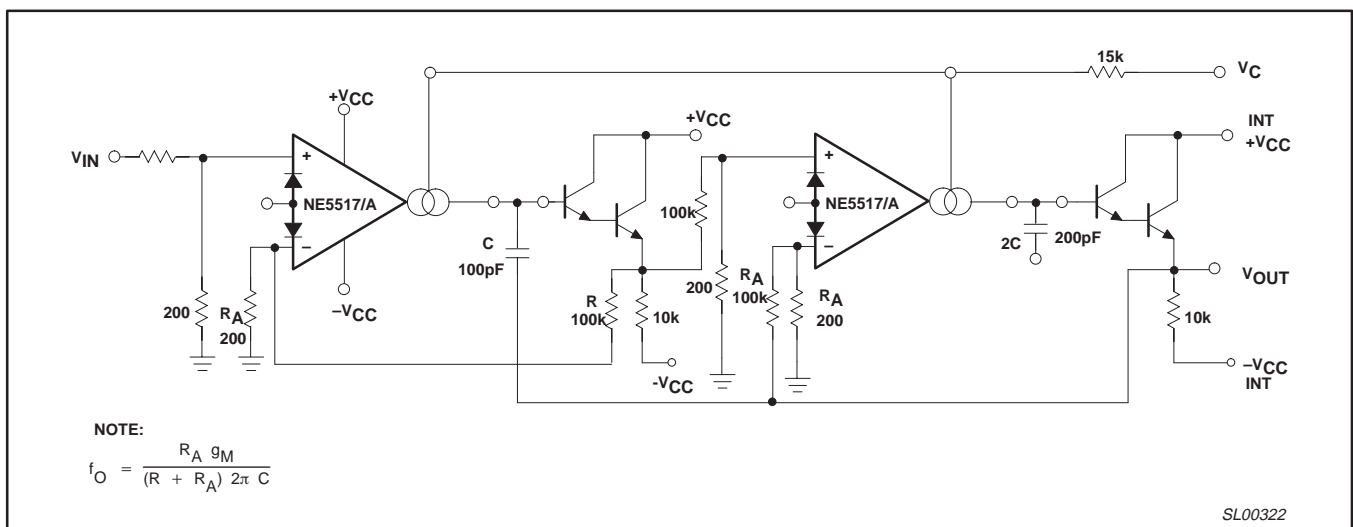 15k
VC
+VCC
+VCC
INT
+VCC
VIN
+
NE5517/A
−
−VCC
200
RA
200
C
100pF
R
100k
10k
-VCC
100k
200
+
NE5517/A
−
RA
100k
RA
200
2C
200pF
VOUT
10k
−VCC
INT
NOTE:
fO = RA gM
(R + RA) 2π C
SL00322